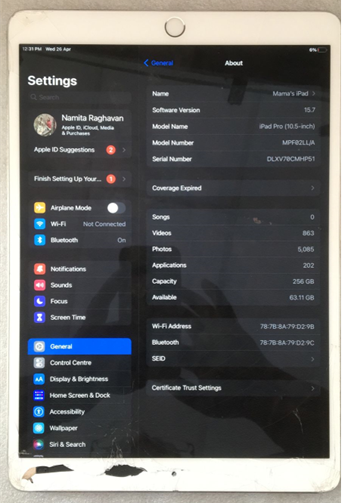 12:31 PM Wed 26 Apr
6%
Settings
Search
Namita Raghavan
Apple ID, iCloud, Media
& Purchases
Apple ID Suggestions 2
Finish Setting Up Your... 1
Airplane Mode
Wi-Fi Not Connected
Bluetooth On
Notifications
Sounds
Focus
Screen Time
General
Control Centre
AA Display & Brightness
Home Screen & Dock
Accessibility
Wallpaper
Siri & Search
General
About
Name Mama's iPad
Software Version 15.7
Model Name iPad Pro (10.5-inch)
Model Number MPF02LL/A
Serial Number DLXV70CMHP51
Coverage Expired
Songs 0
Videos 863
Photos 5,085
Applications 202
Capacity 256 GB
Available 63.11 GB
Wi-Fi Address 78:7B:8A:79:D2:9B
Bluetooth 78:7B:8A:79:D2:9C
SEID
Certificate Trust Settings